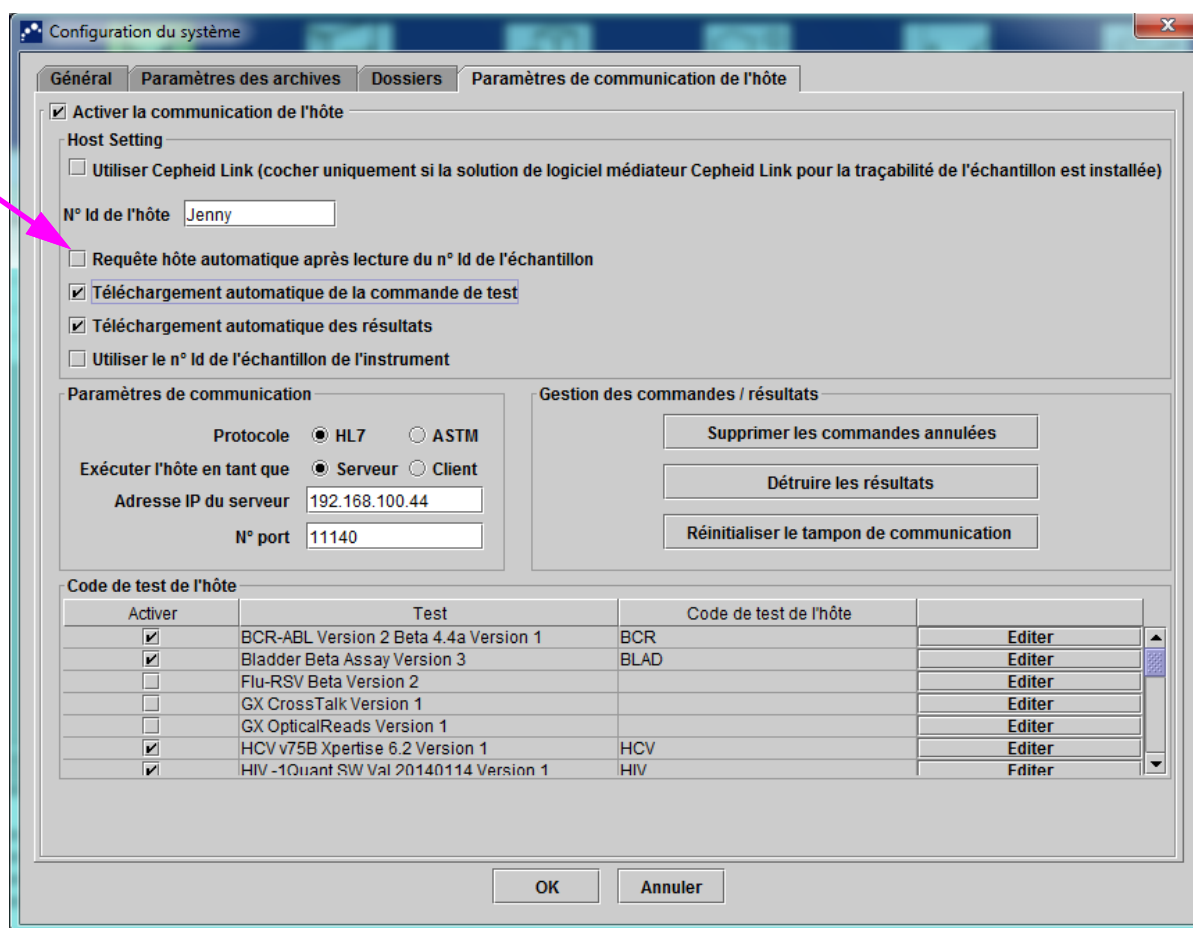 Configuration du système
Général Paramètres des archives Dossiers Paramètres de communication de l'hôte
Activer la communication de l'hôte
Host Setting
Utiliser Cepheid Link (cocher uniquement si la solution de logiciel médiateur Cepheid Link pour la traçabilité de l'échantillon est installée)
N° Id de l'hôte Jenny
Requête hôte automatique après lecture du n° Id de l'échantillon
Téléchargement automatique de la commande de test
Téléchargement automatique des résultats
Utiliser le n° Id de l'échantillon de l'instrument
Paramètres de communication
Protocole HL7 ASTM
Exécuter l'hôte en tant que Serveur Client
Adresse IP du serveur 192.168.100.44
N° port 11140
Gestion des commandes / résultats
Supprimer les commandes annulées
Détruire les résultats
Réinitialiser le tampon de communication
Code de test de l'hôte
Activer Test Code de test de l'hôte
BCR-ABL Version 2 Beta 4.4a Version 1 BCR Editer
Bladder Beta Assay Version 3 BLAD Editer
Flu-RSV Beta Version 2 Editer
GX CrossTalk Version 1 Editer
GX OpticalReads Version 1 Editer
HCV v75B Xpertise 6.2 Version 1 HCV Editer
HIV -1Quant SW Val 20140114 Version 1 HIV Editer
OK Annuler